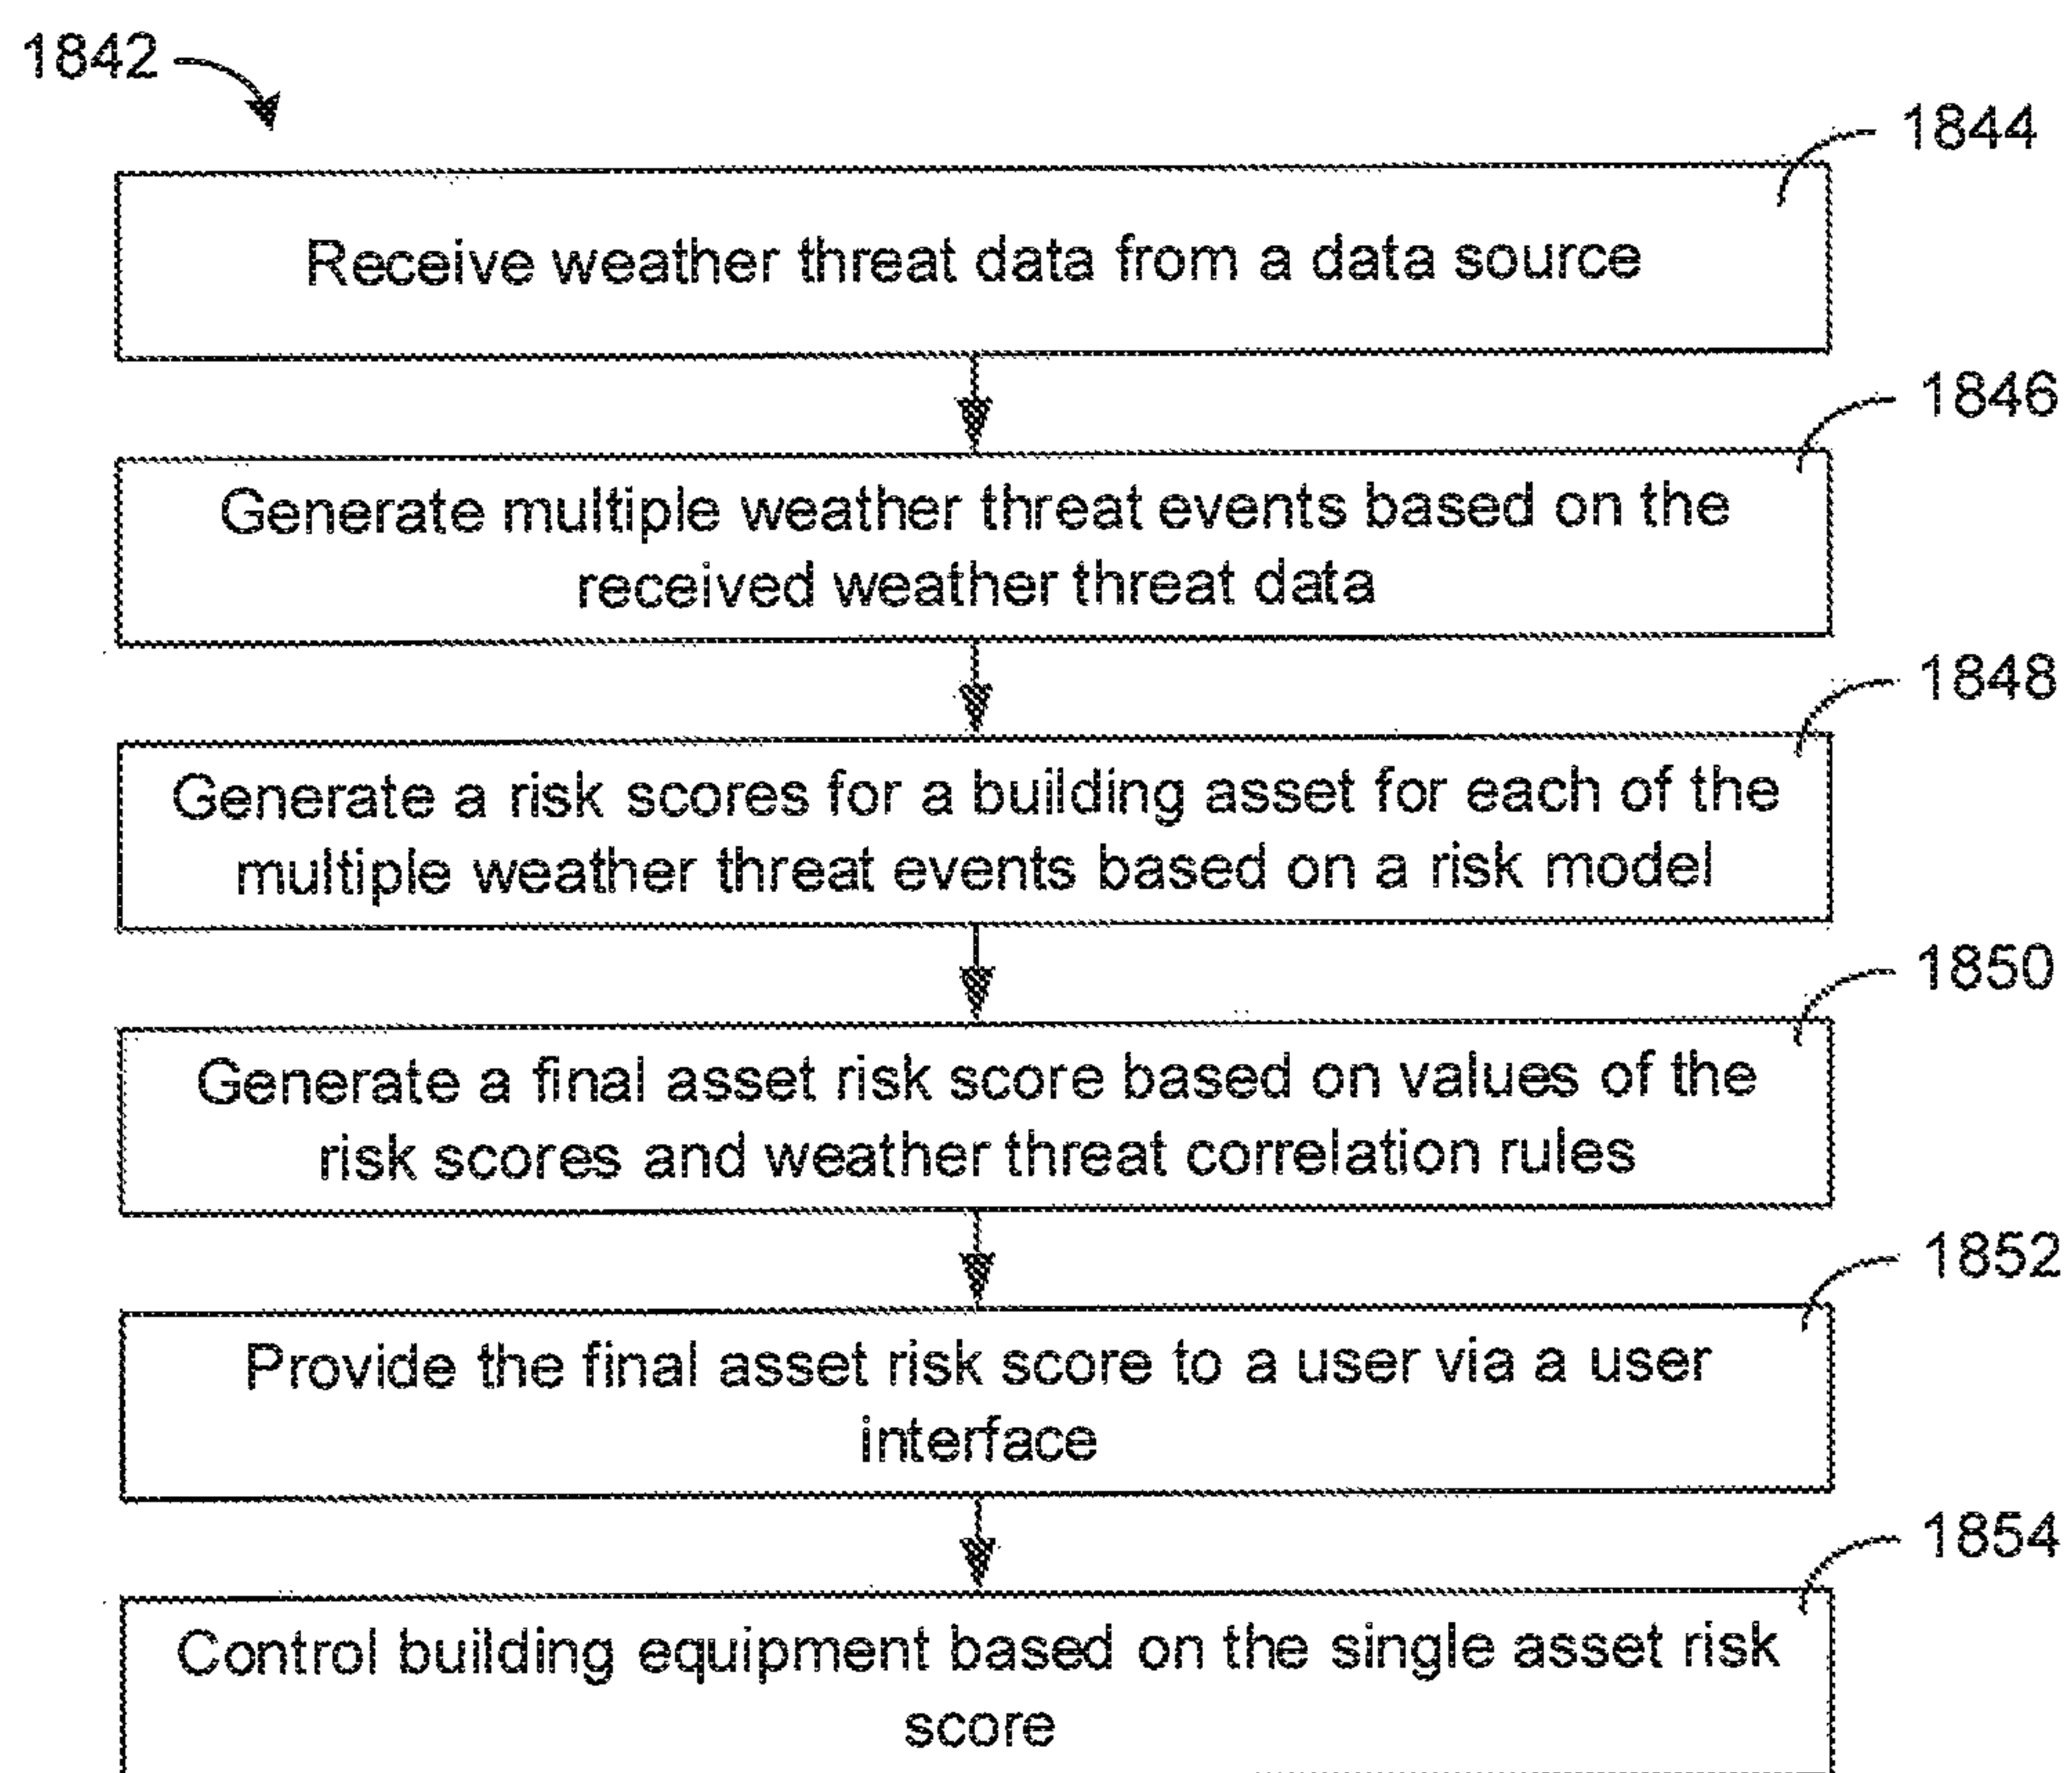 1842
1844
Receive weather threat data from a data source
1846
Generate multiple weather threat events based on the
received weather threat data
1848
Generate a risk scores for a building asset for each of the
multiple weather threat events based on a risk model
1850
Generate a final asset risk score based on values of the
risk scores and weather threat correlation rules
1852
Provide the final asset risk score to a user via a user
interface
1854
Control building equipment based on the single asset risk
score